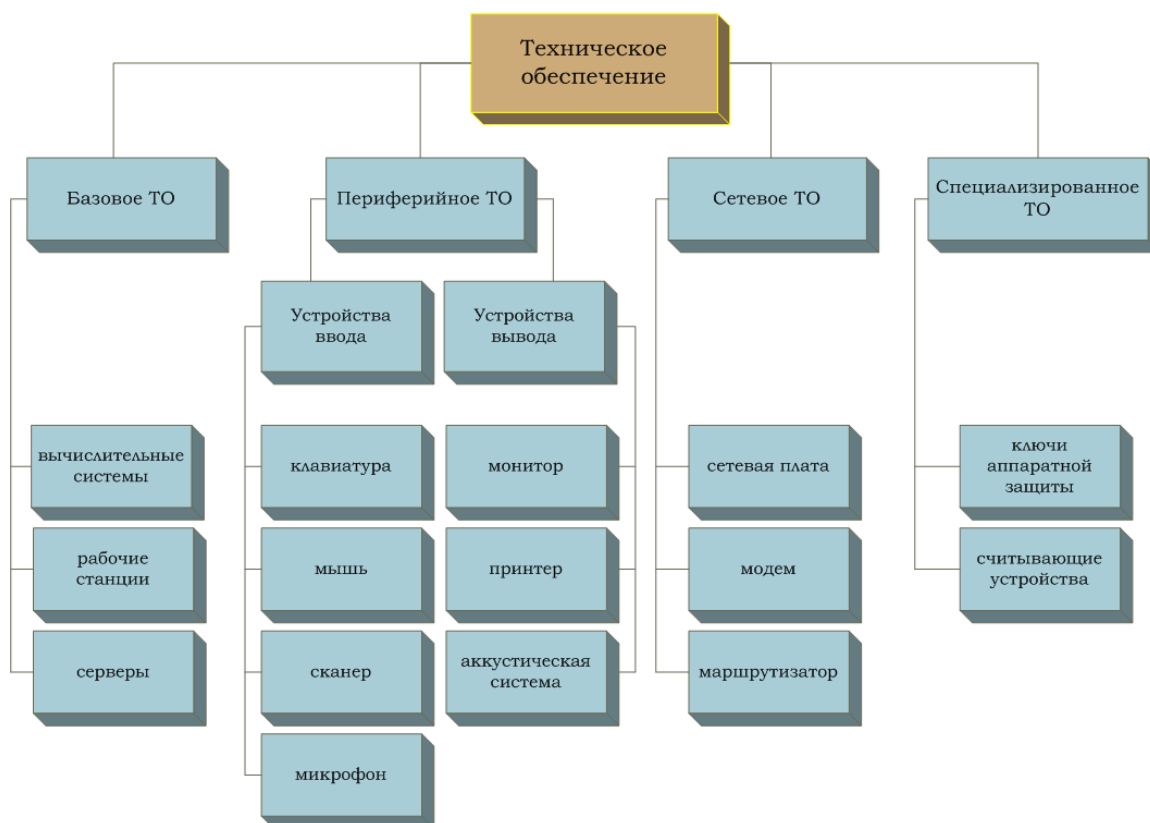 Техническое
обеспечение
Базовое ТО
Периферийное ТО
Сетевое ТО
Специализированное
ТО
Устройства
ввода
Устройства
вывода
вычислительные
системы
клавиатура
монитор
сетевая плата
ключи
аппаратной
защиты
рабочие
станции
мышь
принтер
модем
считывающие
устройства
серверы
сканер
аккустическая
система
маршрутизатор
микрофон